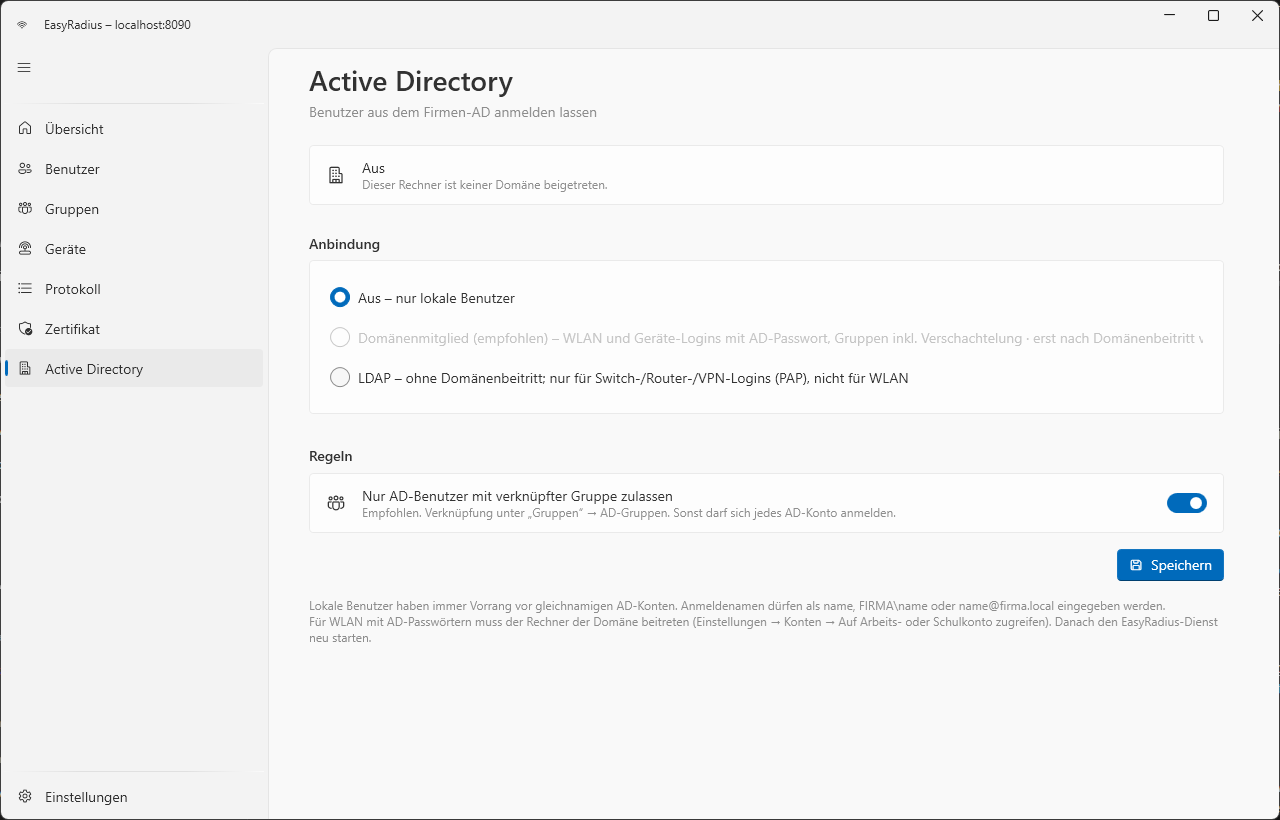 EasyRadius – localhost:8090
Übersicht
Benutzer
Gruppen
Geräte
Protokoll
Zertifikat
Active Directory
Einstellungen
Active Directory
Benutzer aus dem Firmen-AD anmelden lassen
Aus
Dieser Rechner ist keiner Domäne beigetreten.
Anbindung
Aus – nur lokale Benutzer
Domänenmitglied (empfohlen) – WLAN und Geräte-Logins mit AD-Passwort, Gruppen inkl. Verschachtelung · erst nach Domänenbeitritt
LDAP – ohne Domänenbeitritt; nur für Switch-/Router-/VPN-Logins (PAP), nicht für WLAN
Regeln
Nur AD-Benutzer mit verknüpfter Gruppe zulassen
Empfohlen. Verknüpfung unter „Gruppen“ → AD-Gruppen. Sonst darf sich jedes AD-Konto anmelden.
Speichern
Lokale Benutzer haben immer Vorrang vor gleichnamigen AD-Konten. Anmeldenamen dürfen als name, FIRMA\name oder name@firma.local eingegeben werden.
Für WLAN mit AD-Passwörtern muss der Rechner der Domäne beitreten (Einstellungen → Konten → Auf Arbeits- oder Schulkonto zugreifen). Danach den EasyRadius-Dienst
neu starten.